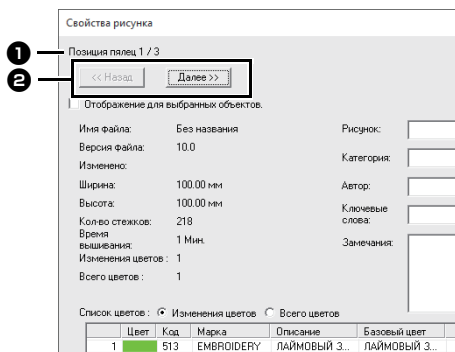 Свойства рисунка
1 Позиция пялец 1 / 3
2 << Назад Далее >>
Отображение для выбранных объектов.
Имя файла: Без названия Рисунок:
Версия файла: 10.0
Категория:
Изменено:
Ширина: 100.00 мм Автор:
Высота: 100.00 мм
Ключевые слова:
Кол-во стежков: 218
Время вышивания: 1 Мин. Замечания:
Изменения цветов : 1
Всего цветов : 1
Список цветов : Изменения цветов Всего цветов
Цвет Код Марка Описание Базовый цвет
1 513 EMBROIDERY ЛАЙМОВЫЙ З... ЛАЙМОВЫЙ З...